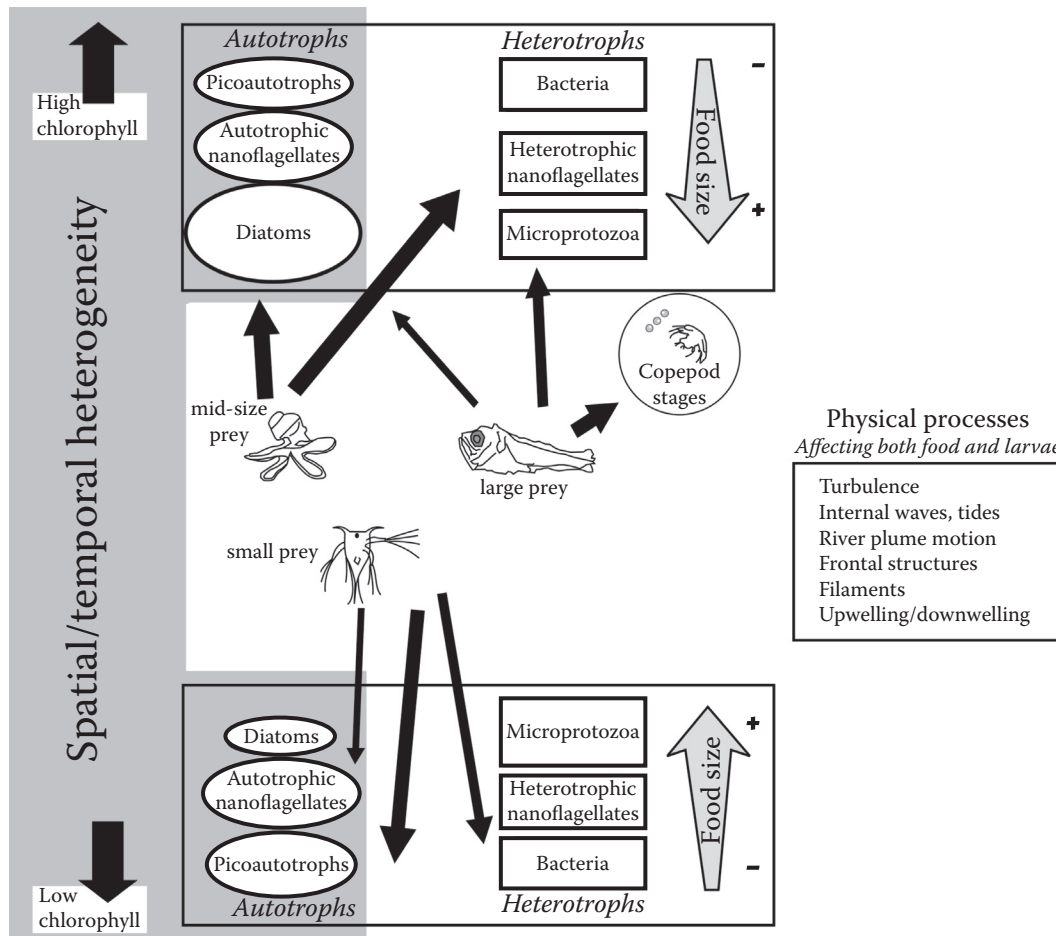 Autotrophs
Heterotrophs
Picoautotrophs
Bacteria
–
High
chlorophyll
Autotrophic
nanoflagellates
Heterotrophic
nanoflagellates
Food size
+
Diatoms
Microprotozoa
Spatial/temporal heterogeneity
Copepod
stages
mid-size
prey
large prey
small prey
Physical processes
Affecting both food and larvae
Turbulence
Internal waves, tides
River plume motion
Frontal structures
Filaments
Upwelling/downwelling
Diatoms
Microprotozoa
+
Autotrophic
nanoflagellates
Heterotrophic
nanoflagellates
Food size
Picoautotrophs
Bacteria
–
Low
chlorophyll
Autotrophs
Heterotrophs